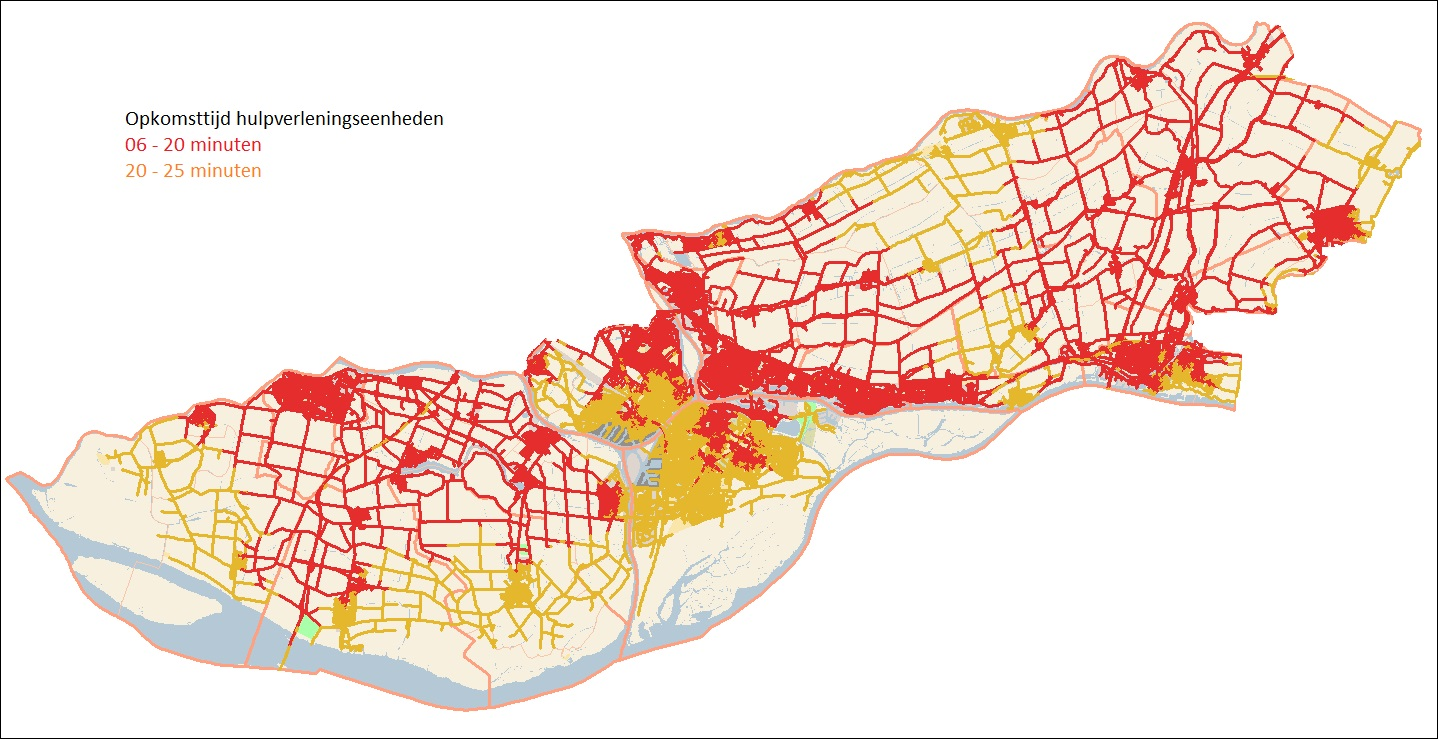 Opkomsttijd hulpverleningseenheden
06 - 20 minuten
20 - 25 minuten